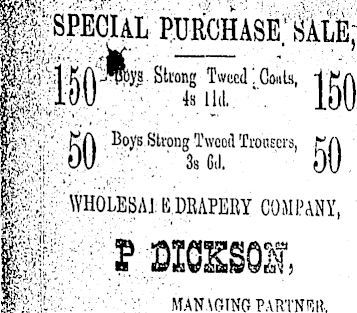 SPECIAL PURCHASE SALE,
150 Boys Strong Tweed Coats, 150
4s 11d.
50 Boys Strong Tweed Trousers, 50
3s 6d.
WHOLESALE DRAPERY COMPANY,
P DICKSON,
MANAGING PARTNER.